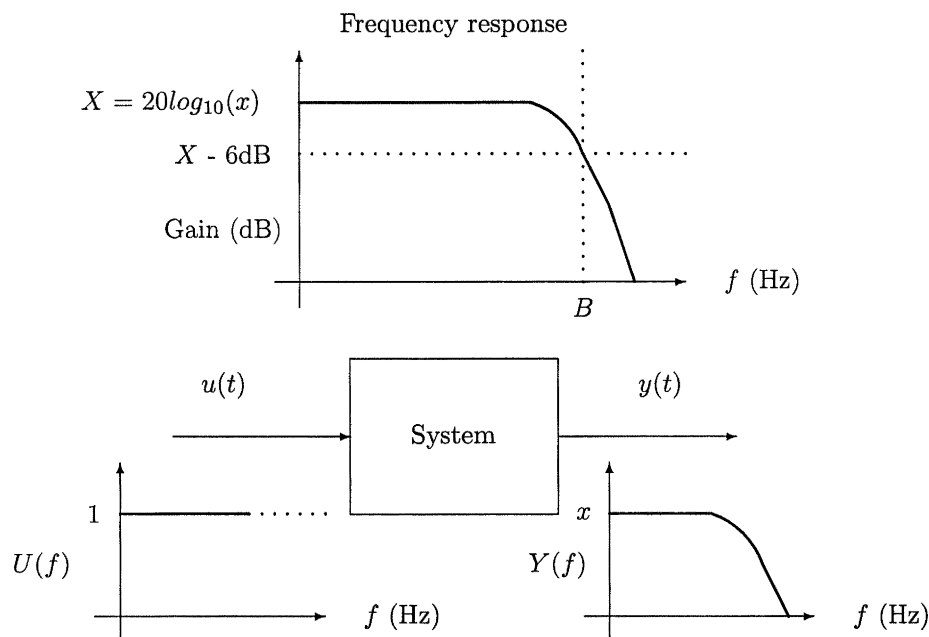 Frequency response
X = 20log₁₀(x)
X - 6dB
Gain (dB)
f (Hz)
B
u(t)
y(t)
System
1
x
U(f)
Y(f)
f (Hz)
f (Hz)